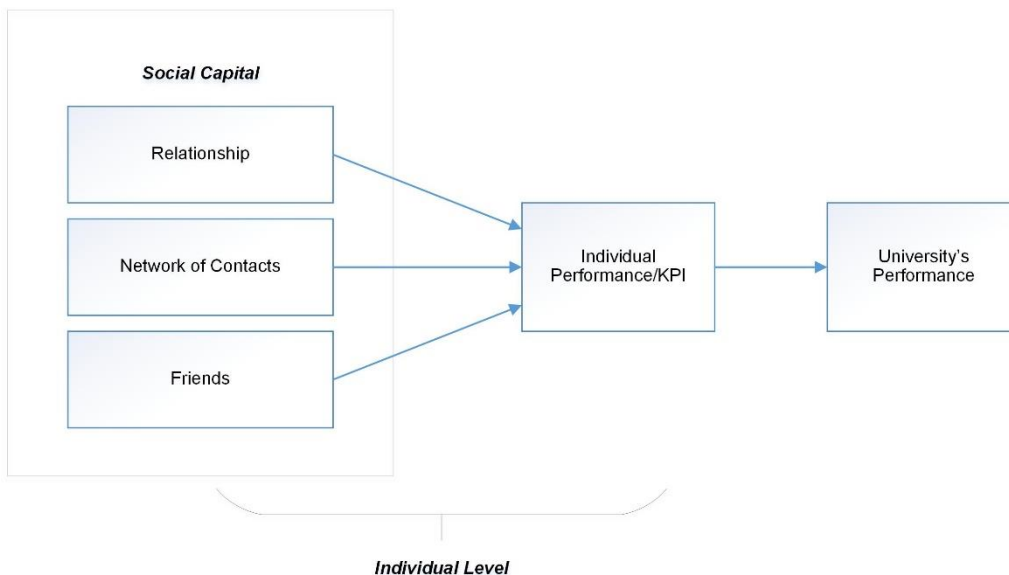 Social Capital
Relationship
Network of Contacts
Friends
Individual
Performance/KPI
University’s
Performance
Individual Level